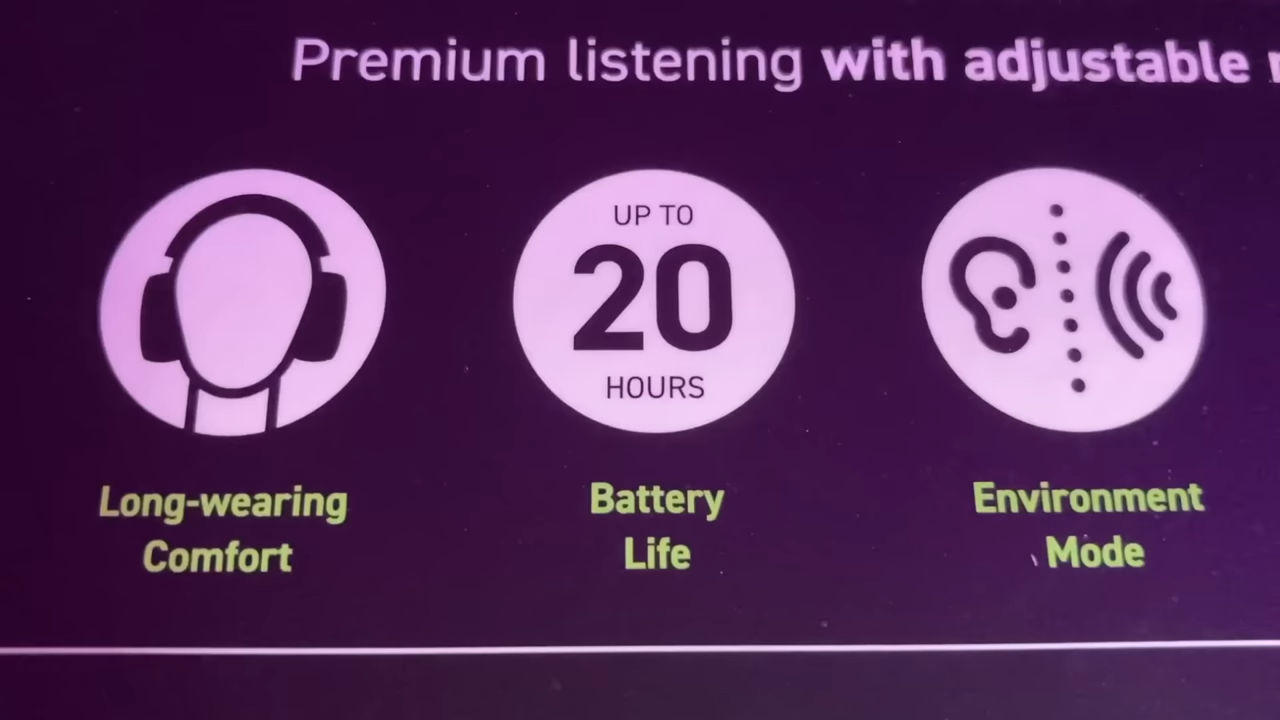 Premium listening with adjustable
UP TO
20
HOURS
Long-wearing
Comfort
Battery
Life
Environment
Mode